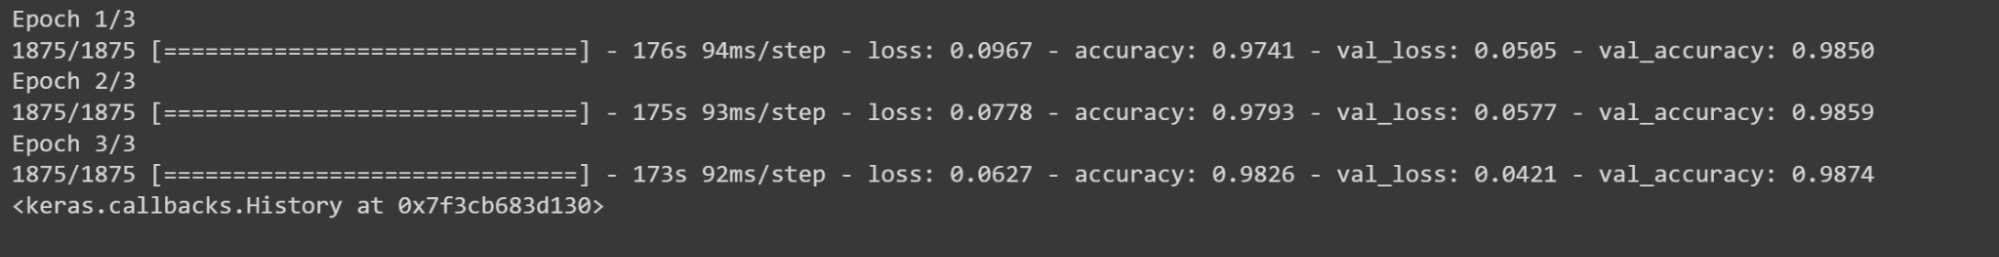 Epoch 1/3
1875/1875 [==============================] - 176s 94ms/step - loss: 0.0967 - accuracy: 0.9741 - val_loss: 0.0505 - val_accuracy: 0.9850
Epoch 2/3
1875/1875 [==============================] - 175s 93ms/step - loss: 0.0778 - accuracy: 0.9793 - val_loss: 0.0577 - val_accuracy: 0.9859
Epoch 3/3
1875/1875 [==============================] - 173s 92ms/step - loss: 0.0627 - accuracy: 0.9826 - val_loss: 0.0421 - val_accuracy: 0.9874
<keras.callbacks.History at 0x7f3cb683d130>